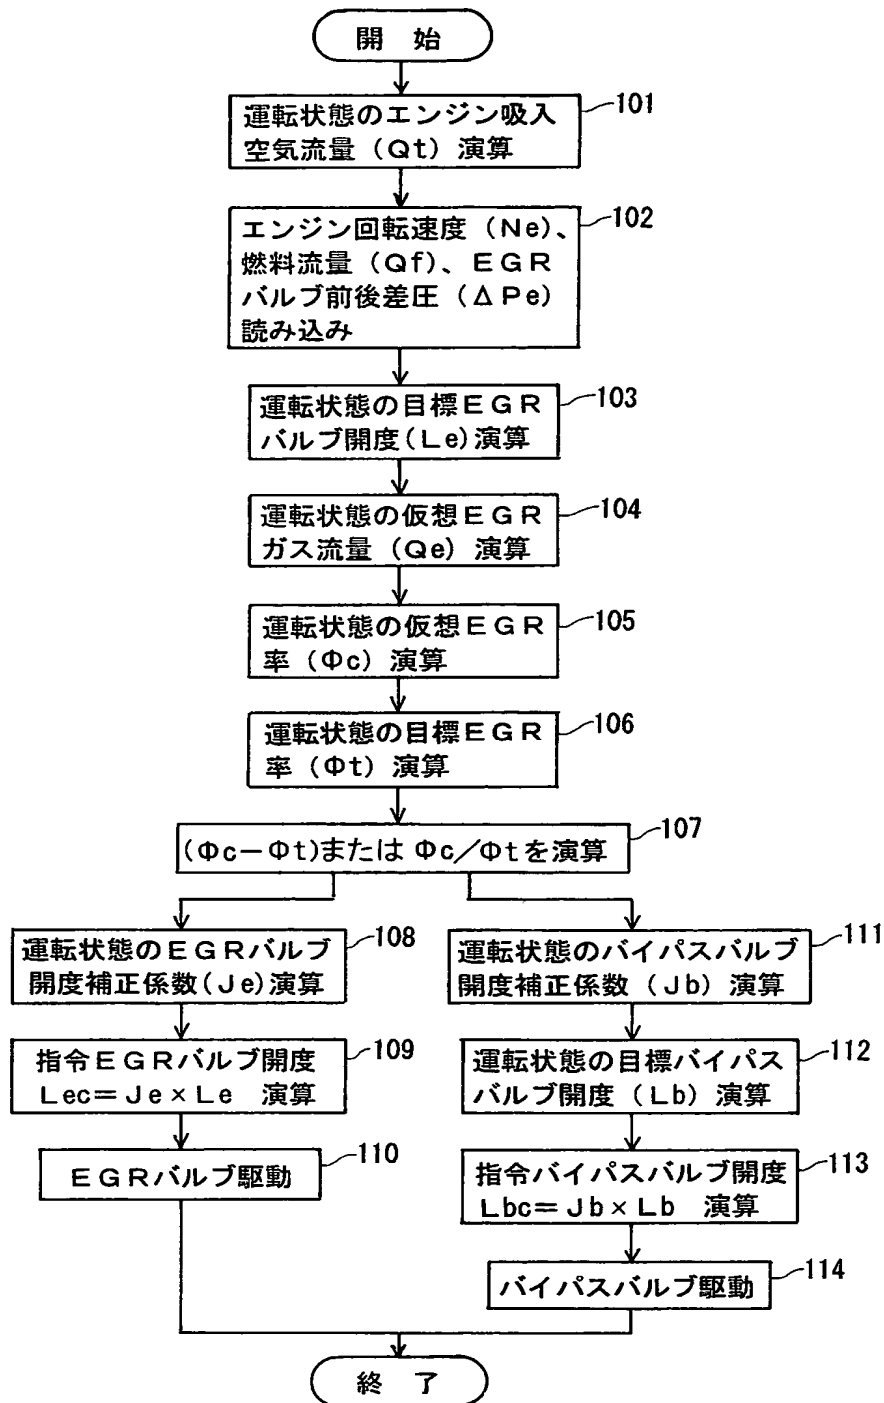 開 始
運転状態のエンジン吸入
空気流量(Qt)演算
101
エンジン回転速度(Ne)、
燃料流量(Qf)、EGR
バルブ前後差圧(ΔPe)
読み込み
102
運転状態の目標EGR
バルブ開度(Le)演算
103
運転状態の仮想EGR
ガス流量(Qe)演算
104
運転状態の仮想EGR
率(Φc)演算
105
運転状態の目標EGR
率(Φt)演算
106
(Φc−Φt)または Φc/Φtを演算
107
運転状態のEGRバルブ
開度補正係数(Je)演算
108
指令EGRバルブ開度
Lec=Je×Le 演算
109
EGRバルブ駆動
110
運転状態のバイパスバルブ
開度補正係数(Jb)演算
111
運転状態の目標バイパス
バルブ開度(Lb)演算
112
指令バイパスバルブ開度
Lbc=Jb×Lb 演算
113
バイパスバルブ駆動
114
終 了